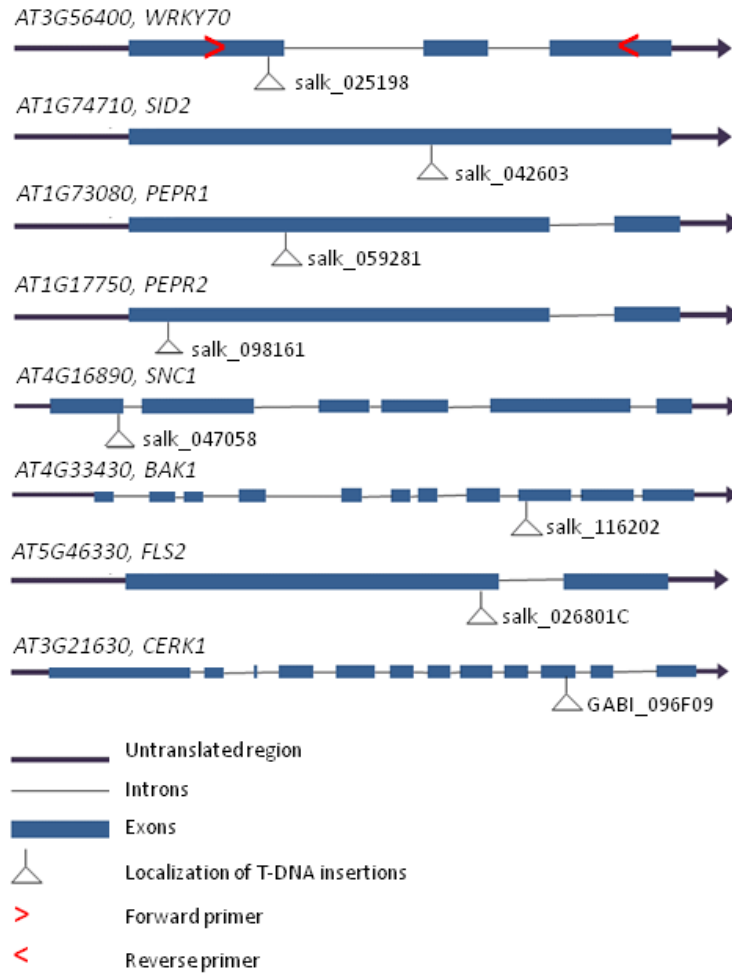 AT3G56400, WRKY70
> <
salk_025198
AT1G74710, SID2
salk_042603
AT1G73080, PEPR1
salk_059281
AT1G17750, PEPR2
salk_098161
AT4G16890, SNC1
salk_047058
AT4G33430, BAK1
salk_116202
AT5G46330, FLS2
salk_026801C
AT3G21630, CERK1
GABI_096F09
Untranslated region
Introns
Exons
Localization of T-DNA insertions
> Forward primer
< Reverse primer